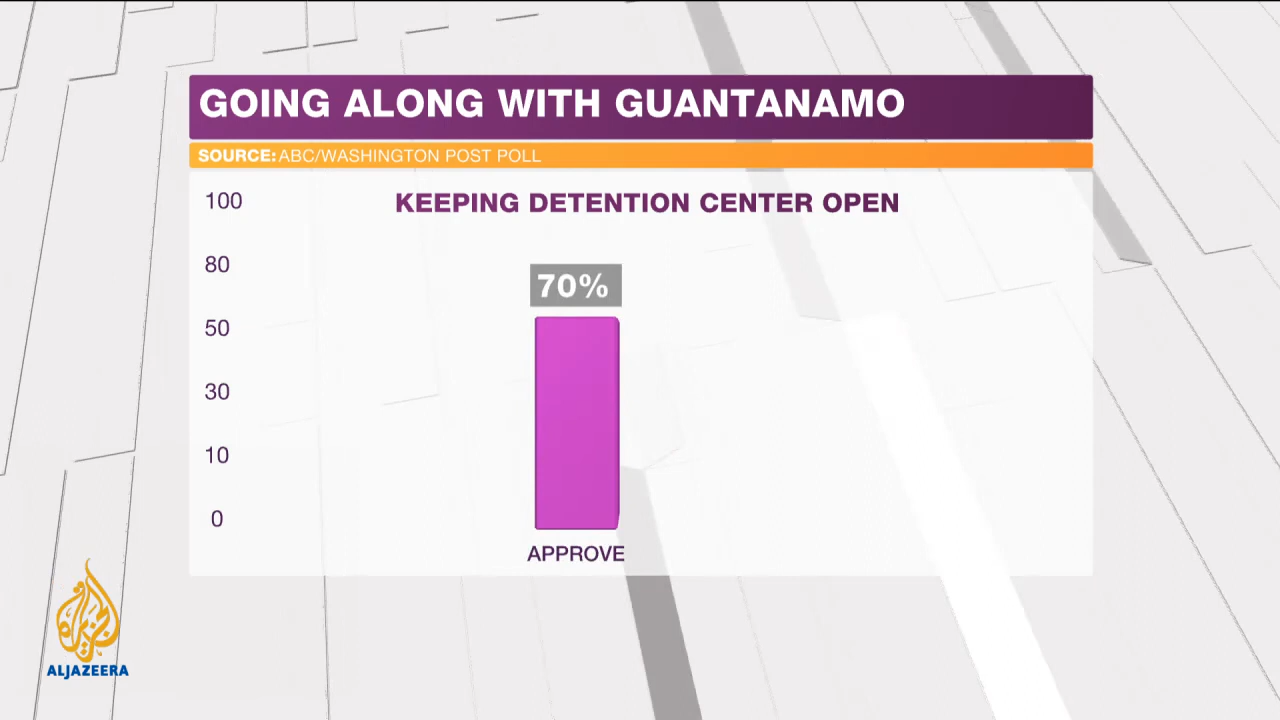 GOING ALONG WITH GUANTANAMO
SOURCE: ABC/WASHINGTON POST POLL
KEEPING DETENTION CENTER OPEN
100
80
50
30
10
0
70%
APPROVE
الجزيرة
ALJAZEERA